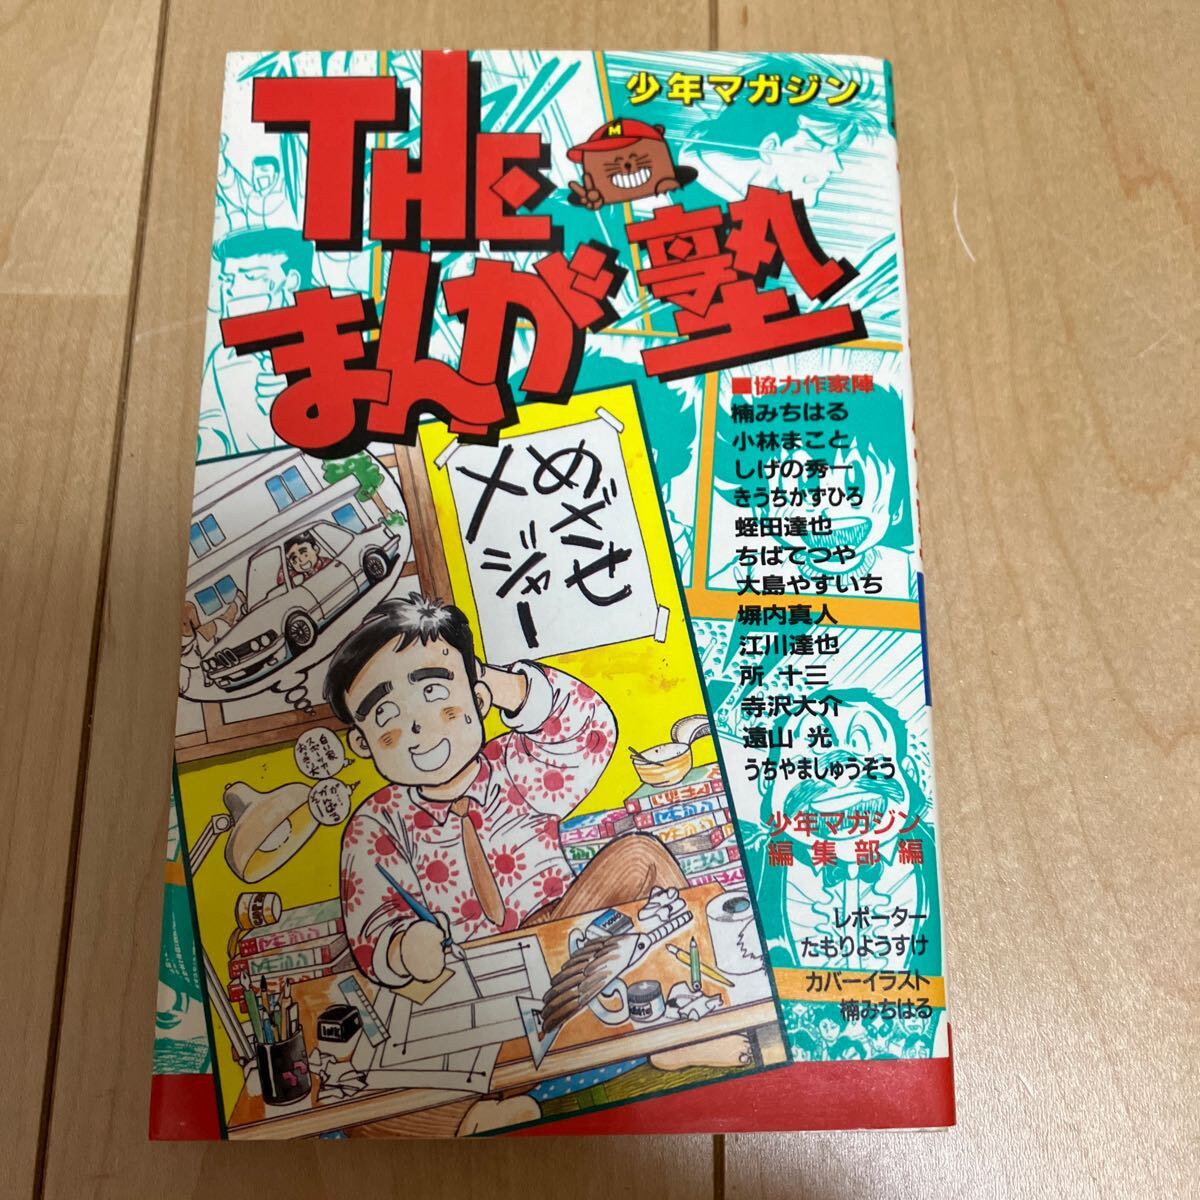 少年マガジン
THE
M
まんが塾
■協力作家陣
楠みちはる
小林まこと
しげの秀一
きうちかずひろ
蛭田達也
ちばてつや
大島やすいち
塀内真人
江川達也
所 十三
寺沢大介
遠山 光
うちやましゅうぞう
めざせ
メジャー
少年マガジン
編集部編
レポーター
たもりようすけ
カバーイラスト
楠みちはる
INK
MONO